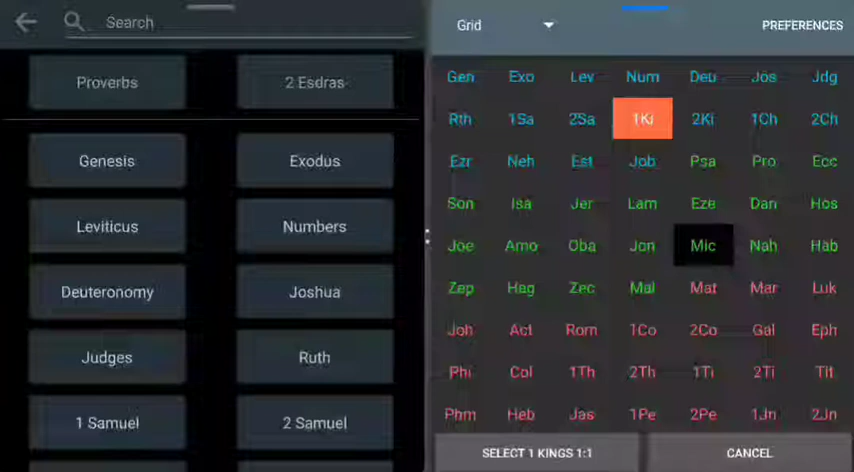 Search
Proverbs 2 Esdras
Genesis Exodus
Leviticus Numbers
Deuteronomy Joshua
Judges Ruth
1 Samuel 2 Samuel
Grid PREFERENCES
Gen Exo Lev Num Deu Jos Jdg
Rth 1Sa 2Sa 1Ki 2Ki 1Ch 2Ch
Ezr Neh Est Job Psa Pro Ecc
Son Isa Jer Lam Eze Dan Hos
Joe Amo Oba Jon Mic Nah Hab
Zep Hag Zec Mal Mat Mar Luk
Joh Act Rom 1Co 2Co Gal Eph
Phi Col 1Th 2Th 1Ti 2Ti Tit
Phm Heb Jas 1Pe 2Pe 1Jn 2Jn
SELECT 1 KINGS 1:1 CANCEL